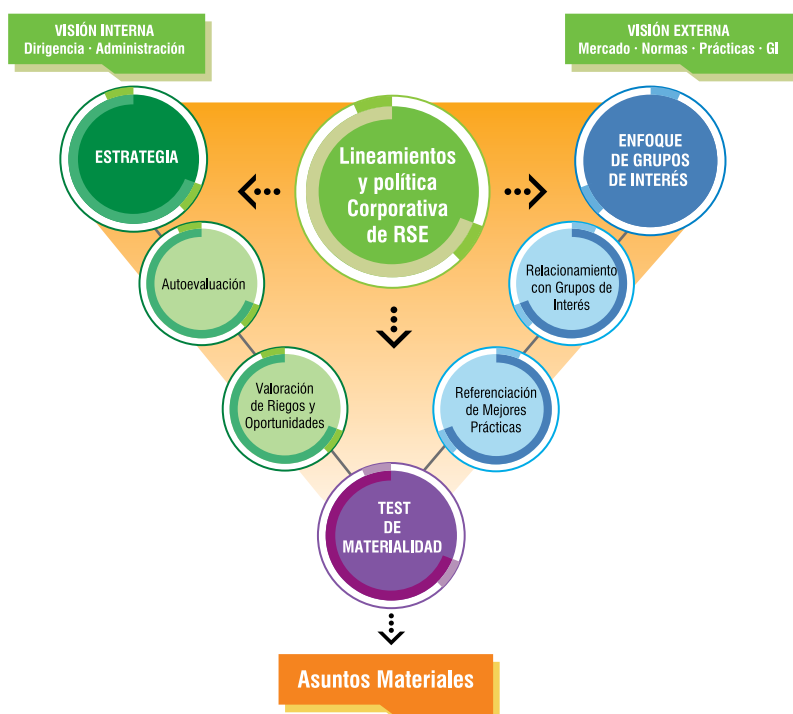 VISIÓN INTERNA
Dirigencia · Administración
VISIÓN EXTERNA
Mercado · Normas · Prácticas · GI
ESTRATEGIA
Lineamientos
y política
Corporativa
de RSE
ENFOQUE
DE GRUPOS
DE INTERÉS
Autoevaluación
Relacionamiento
con Grupos de
Interés
Valoración
de Riegos y
Oportunidades
Referenciación
de Mejores
Prácticas
TEST
DE
MATERIALIDAD
Asuntos Materiales